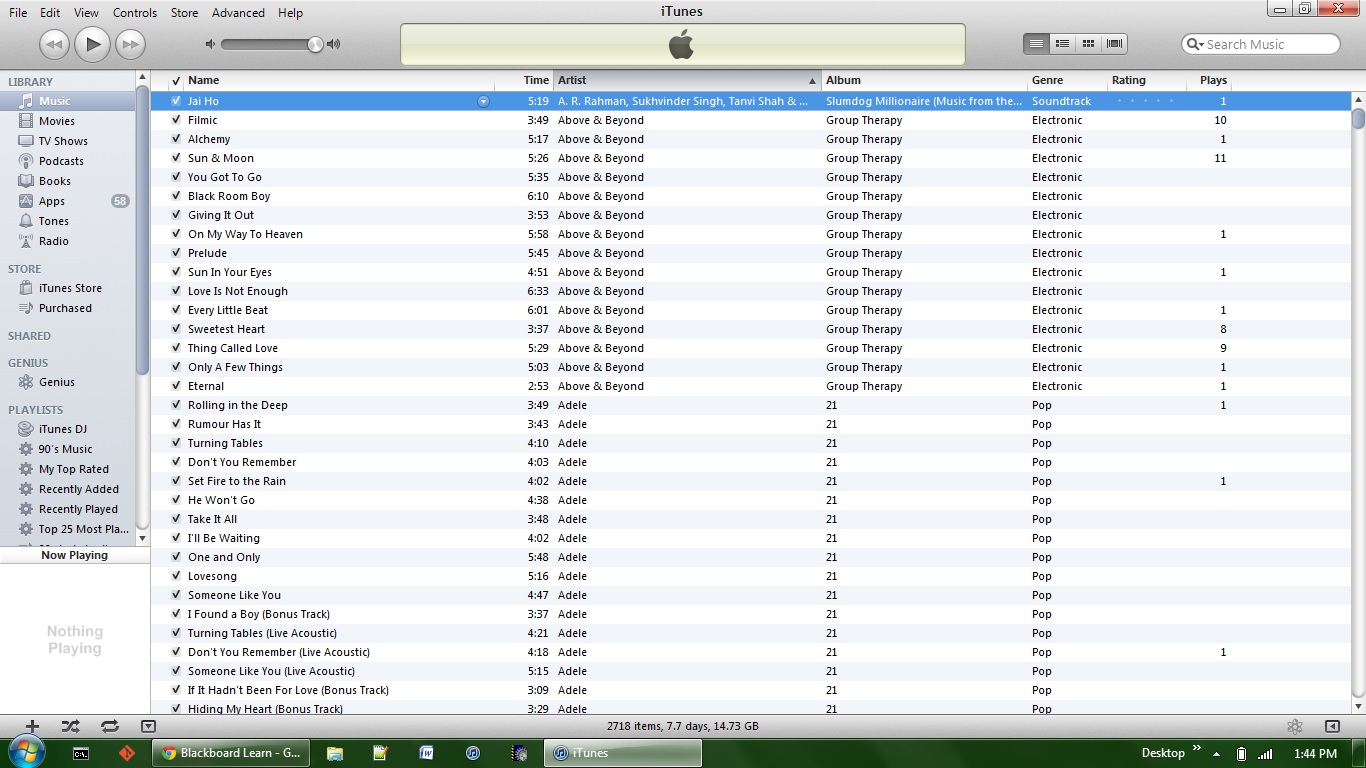 iTunes
File Edit View Controls Store Advanced Help
Search Music
LIBRARY
Music
Movies
TV Shows
Podcasts
Books
Apps 58
Tones
Radio
STORE
iTunes Store
Purchased
SHARED
GENIUS
Genius
PLAYLISTS
iTunes DJ
90's Music
My Top Rated
Recently Added
Recently Played
Top 25 Most Pla...
Now Playing
Nothing
Playing
Name Time Artist Album Genre Rating Plays
Jai Ho 5:19 A. R. Rahman, Sukhvinder Singh, Tanvi Shah & ... Slumdog Millionaire (Music from the... Soundtrack 1
Filmic 3:49 Above & Beyond Group Therapy Electronic 10
Alchemy 5:17 Above & Beyond Group Therapy Electronic 1
Sun & Moon 5:26 Above & Beyond Group Therapy Electronic 11
You Got To Go 5:35 Above & Beyond Group Therapy Electronic
Black Room Boy 6:10 Above & Beyond Group Therapy Electronic
Giving It Out 3:53 Above & Beyond Group Therapy Electronic
On My Way To Heaven 5:58 Above & Beyond Group Therapy Electronic 1
Prelude 5:45 Above & Beyond Group Therapy Electronic
Sun In Your Eyes 4:51 Above & Beyond Group Therapy Electronic 1
Love Is Not Enough 6:33 Above & Beyond Group Therapy Electronic
Every Little Beat 6:01 Above & Beyond Group Therapy Electronic 1
Sweetest Heart 3:37 Above & Beyond Group Therapy Electronic 8
Thing Called Love 5:29 Above & Beyond Group Therapy Electronic 9
Only A Few Things 5:03 Above & Beyond Group Therapy Electronic 1
Eternal 2:53 Above & Beyond Group Therapy Electronic 1
Rolling in the Deep 3:49 Adele 21 Pop 1
Rumour Has It 3:43 Adele 21 Pop
Turning Tables 4:10 Adele 21 Pop
Don't You Remember 4:03 Adele 21 Pop
Set Fire to the Rain 4:02 Adele 21 Pop 1
He Won't Go 4:38 Adele 21 Pop
Take It All 3:48 Adele 21 Pop
I'll Be Waiting 4:02 Adele 21 Pop
One and Only 5:48 Adele 21 Pop
Lovesong 5:16 Adele 21 Pop
Someone Like You 4:47 Adele 21 Pop
I Found a Boy (Bonus Track) 3:37 Adele 21 Pop
Turning Tables (Live Acoustic) 4:21 Adele 21 Pop
Don't You Remember (Live Acoustic) 4:18 Adele 21 Pop 1
Someone Like You (Live Acoustic) 5:15 Adele 21 Pop
If It Hadn't Been For Love (Bonus Track) 3:09 Adele 21 Pop
Hiding My Heart (Bonus Track) 3:29 Adele 21 Pop
2718 items, 7.7 days, 14.73 GB
C:\. Blackboard Learn - G... iTunes Desktop 1:44 PM